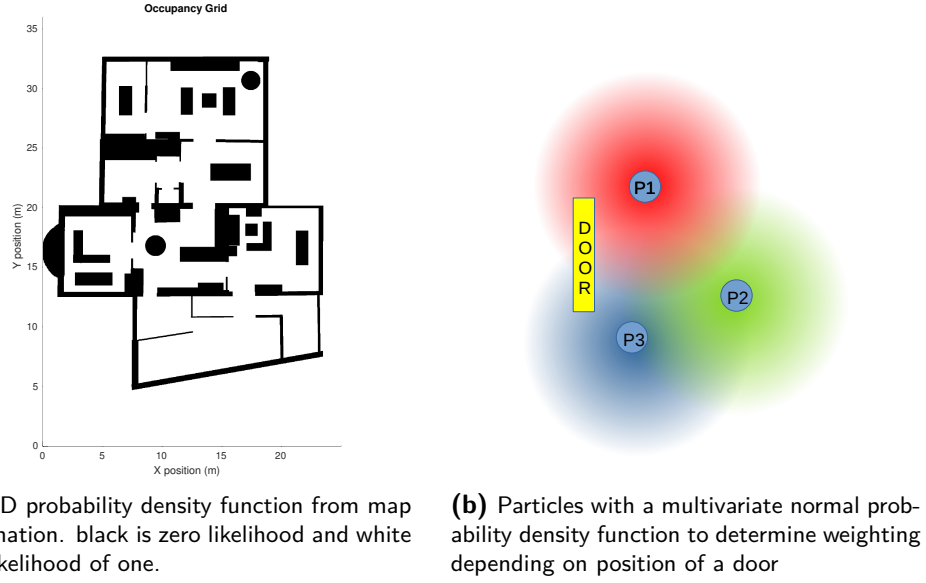 Occupancy Grid
35
30
25
20
15
10
5
0
Y position (m)
0 5 10 15 20
X position (m)
P1
D
O
O
R
P2
P3
D probability density function from map
nation. black is zero likelihood and white
kelihood of one.
(b) Particles with a multivariate normal prob-
ability density function to determine weighting
depending on position of a door